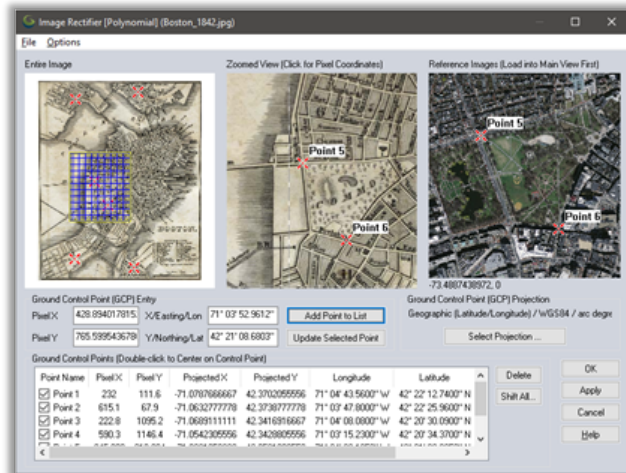 Image Rectifier [Polynomial] (Boston_1842.jpg)
File Options
Entire Image
Zoomed View (Click for Pixel Coordinates)
Reference Images (Load into Main View First)
Point 5
Point 6
Point 5
Point 6
-73.4887438972, 0
Ground Control Point (GCP) Entry
Pixel X 428.8940178153 X/Easting/Lon 71° 03' 52.9612" Add Point to List
Pixel Y 765.5995436780 Y/Northing/Lat 42° 21' 08.6803" Update Selected Point
Ground Control Point (GCP) Projection
Geographic (Latitude/Longitude) / WGS84 / arc degre
Select Projection ...
Ground Control Points (Double-click to Center on Control Point)
Point Name Pixel X Pixel Y Projected X Projected Y Longitude Latitude
Point 1 232 111.6 -71.0787666667 42.3702055556 71° 04' 43.5600" W 42° 22' 12.7400" N
Point 2 615.1 67.9 -71.0632777778 42.3738777778 71° 03' 47.8000" W 42° 22' 25.9600" N
Point 3 222.8 1095.2 -71.0689111111 42.3416916667 71° 04' 08.0800" W 42° 20' 30.0900" N
Point 4 590.3 1146.4 -71.0542305556 42.3428805556 71° 03' 15.2300" W 42° 20' 34.3700" N
Delete
Shift All...
OK
Apply
Cancel
Help